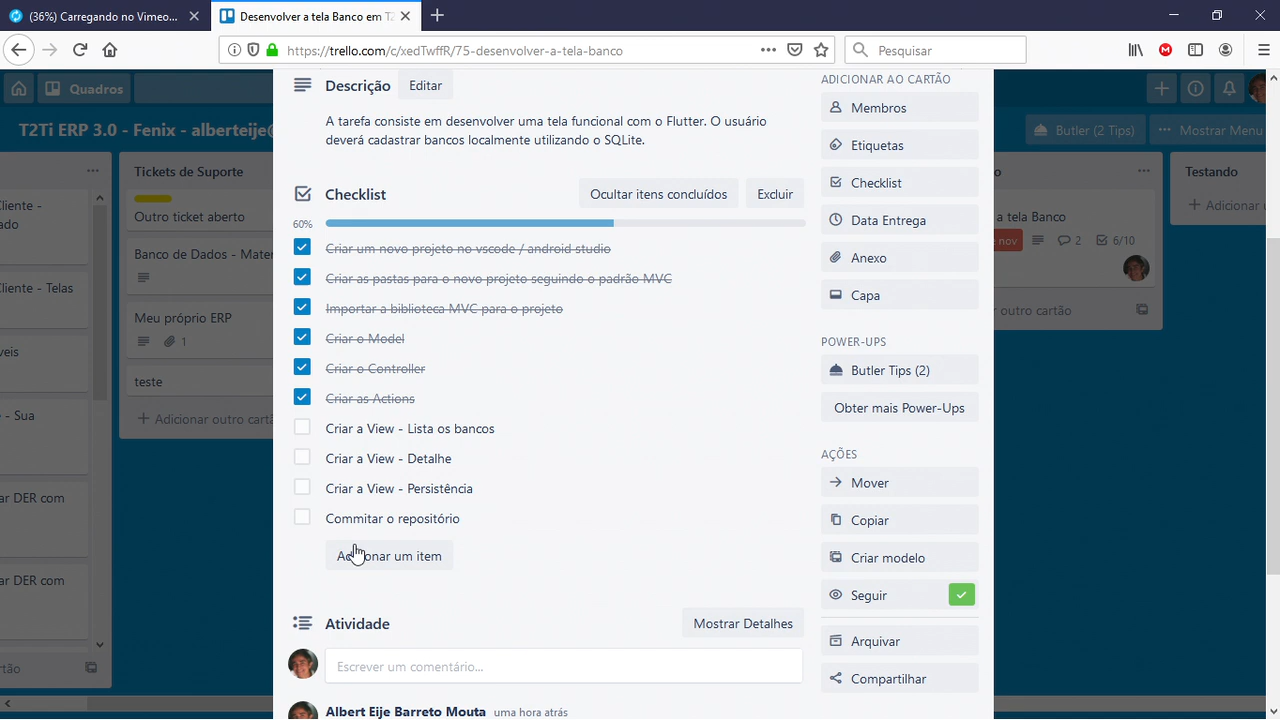 (36%) Carregando no Vimeo...
Desenvolver a tela Banco em T2
https://trello.com/c/xedTwffR/75-desenvolver-a-tela-banco
Pesquisar
Quadros
T2Ti ERP 3.0 - Fenix - alberteije@
Butler (2 Tips)
Mostrar Menu
Cliente -
Cliente - Telas
- Sua
ar DER com
ar DER com
Tickets de Suporte
Outro ticket aberto
Banco de Dados - Mater
Meu próprio ERP
1
teste
Adicionar outro cartã
Descrição
Editar
A tarefa consiste em desenvolver uma tela funcional com o Flutter. O usuário
deverá cadastrar bancos localmente utilizando o SQLite.
Checklist
Ocultar itens concluídos
Excluir
60%
Criar um novo projeto no vscode / android studio
Criar as pastas para o novo projeto seguindo o padrão MVC
Importar a biblioteca MVC para o projeto
Criar o Model
Criar o Controller
Criar as Actions
Criar a View - Lista os bancos
Criar a View - Detalhe
Criar a View - Persistência
Commitar o repositório
Adicionar um item
Atividade
Mostrar Detalhes
Escrever um comentário...
Albert Eije Barreto Mouta uma hora atrás
ADICIONAR AO CARTÃO
Membros
Etiquetas
Checklist
Data Entrega
Anexo
Capa
POWER-UPS
Butler Tips (2)
Obter mais Power-Ups
AÇÕES
Mover
Copiar
Criar modelo
Seguir
Arquivar
Compartilhar
a tela Banco
nov
2
6/10
outro cartão
Testando
Adicionar u